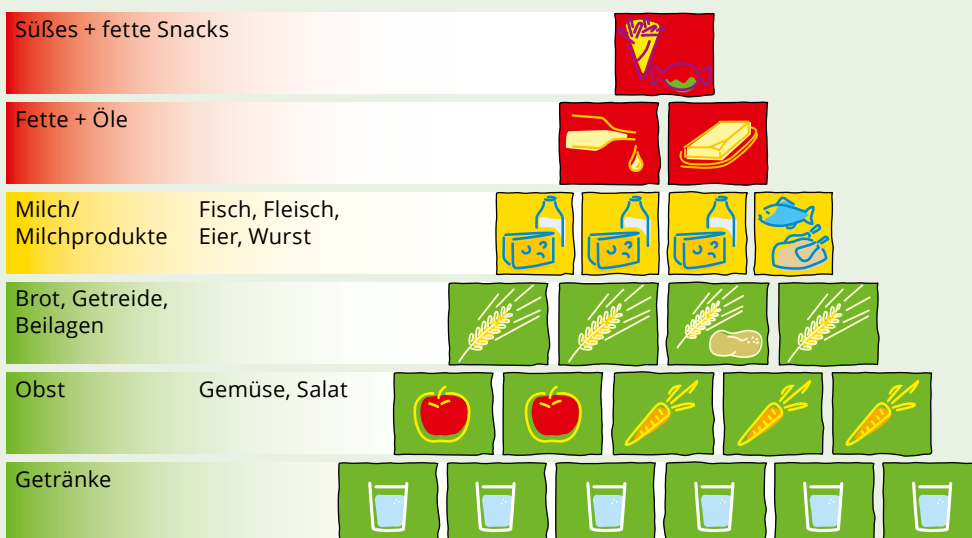 Süßes + fette Snacks
Fette + Öle
Milch/
Milchprodukte
Fisch, Fleisch,
Eier, Wurst
Brot, Getreide,
Beilagen
Obst
Gemüse, Salat
Getränke